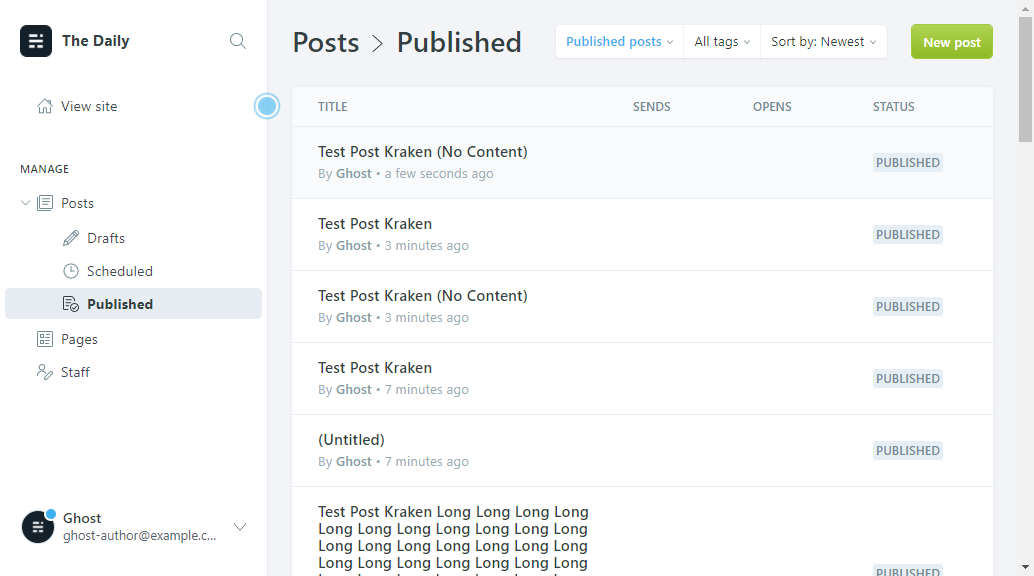 The Daily
View site
MANAGE
Posts
Drafts
Scheduled
Published
Pages
Staff
Ghost
ghost-author@example.c...
Posts > Published
Published posts
All tags
Sort by: Newest
New post
TITLE SENDS OPENS STATUS
Test Post Kraken (No Content)
By Ghost • a few seconds ago
PUBLISHED
Test Post Kraken
By Ghost • 3 minutes ago
PUBLISHED
Test Post Kraken (No Content)
By Ghost • 3 minutes ago
PUBLISHED
Test Post Kraken
By Ghost • 7 minutes ago
PUBLISHED
(Untitled)
By Ghost • 7 minutes ago
PUBLISHED
Test Post Kraken Long Long Long Long
Long Long Long Long Long Long Long
Long Long Long Long Long Long Long
Long Long Long Long Long Long Long
PUBLISHED